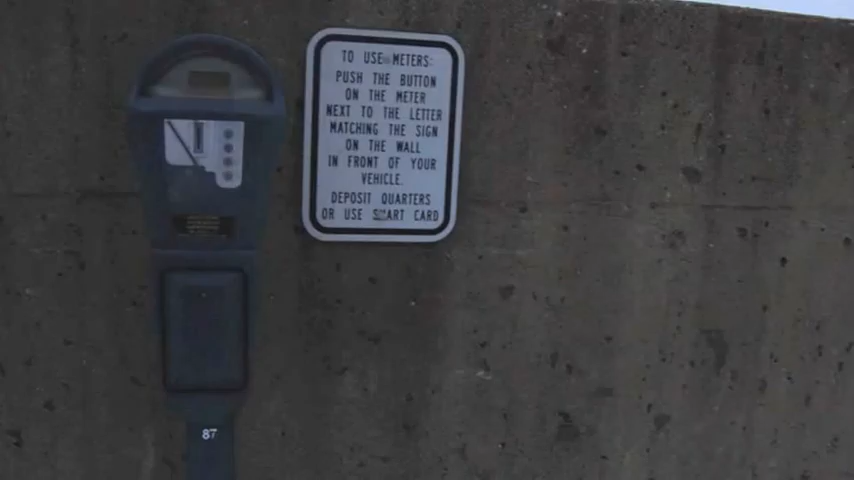 TO USE METERS:
PUSH THE BUTTON
ON THE METER
NEXT TO THE LETTER
MATCHING THE SIGN
ON THE WALL
IN FRONT OF YOUR
VEHICLE.
DEPOSIT QUARTERS
OR USE SMART CARD
87